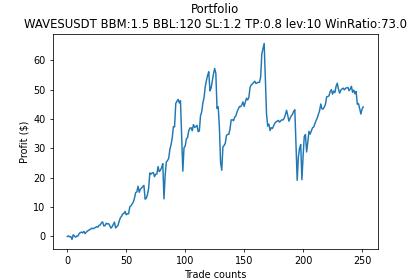 Portfolio
WAVESUSDT BBM:1.5 BBL:120 SL:1.2 TP:0.8 lev:10 WinRatio:73.0
60
50
40
30
20
10
0
Profit ($)
0 50 100 150 200 250
Trade counts